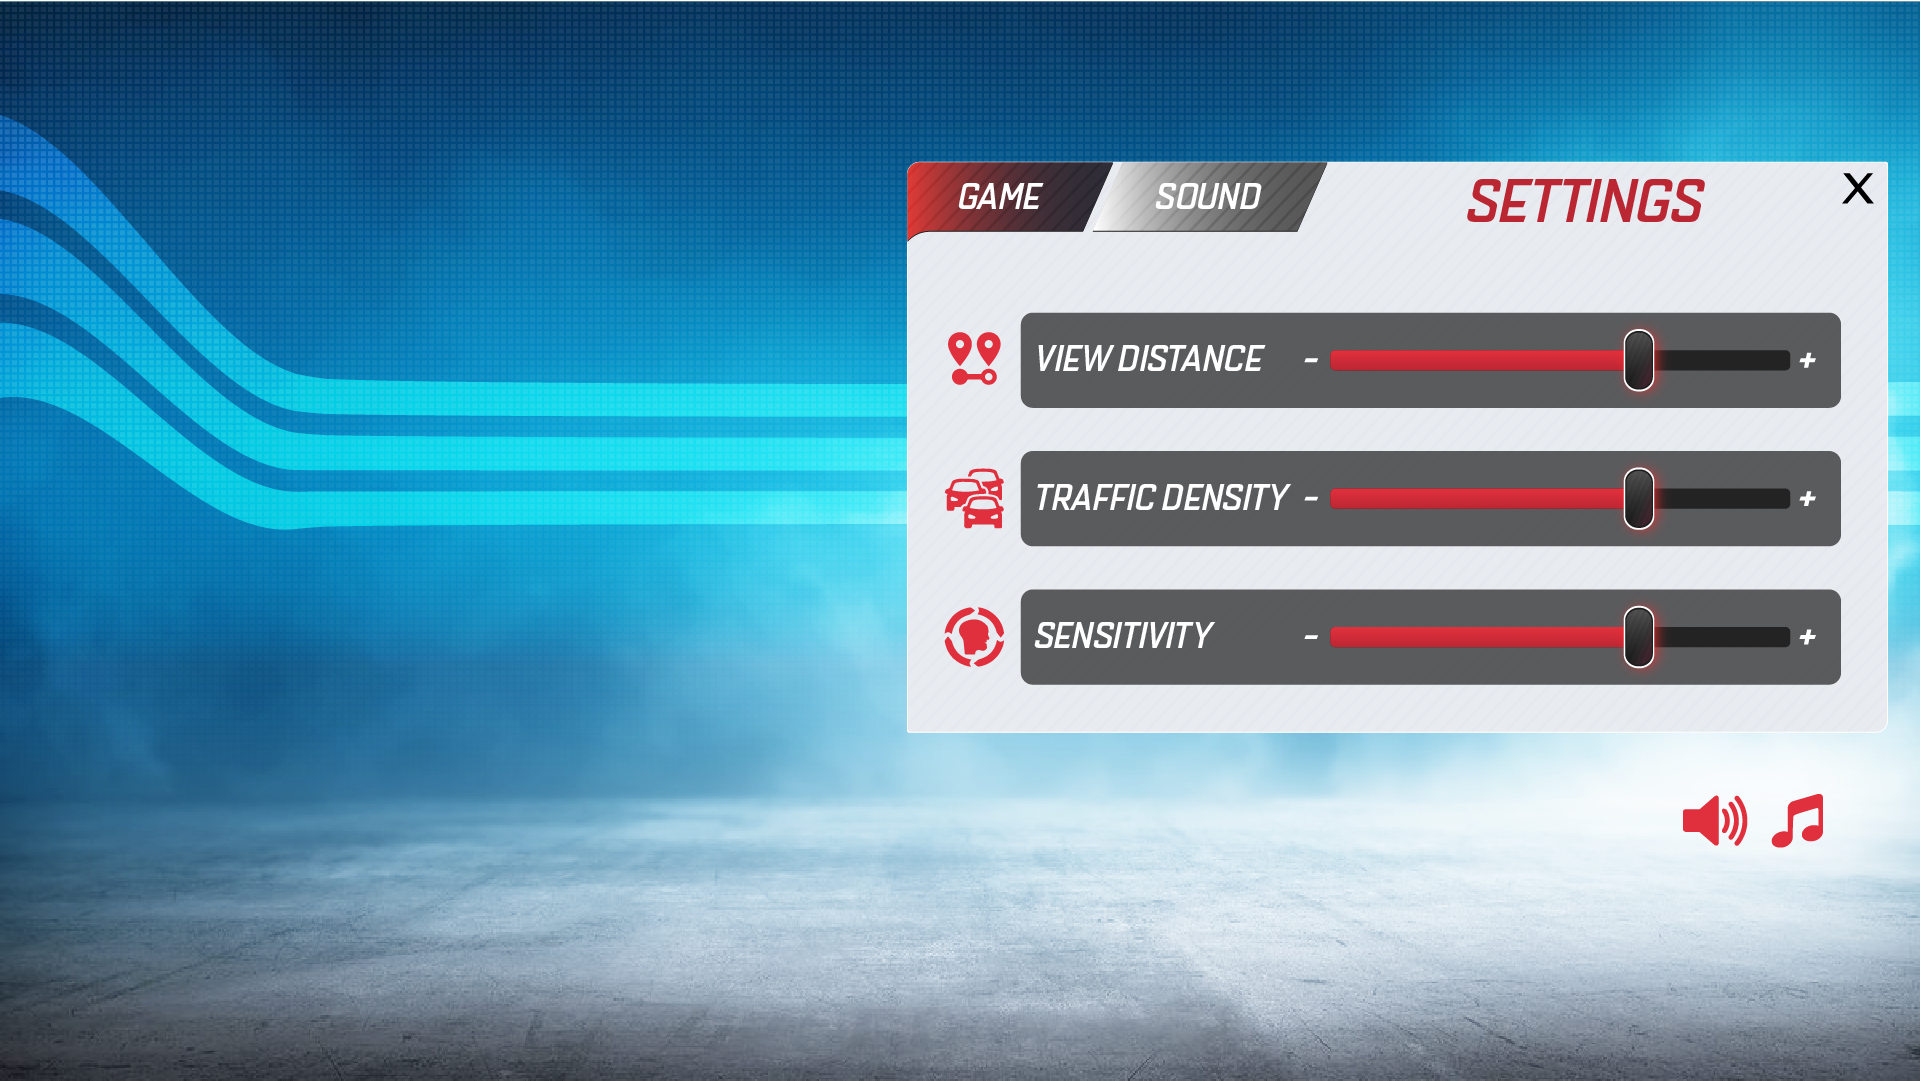 GAME
SOUND
SETTINGS
X
VIEW DISTANCE - +
TRAFFIC DENSITY - +
SENSITIVITY - +